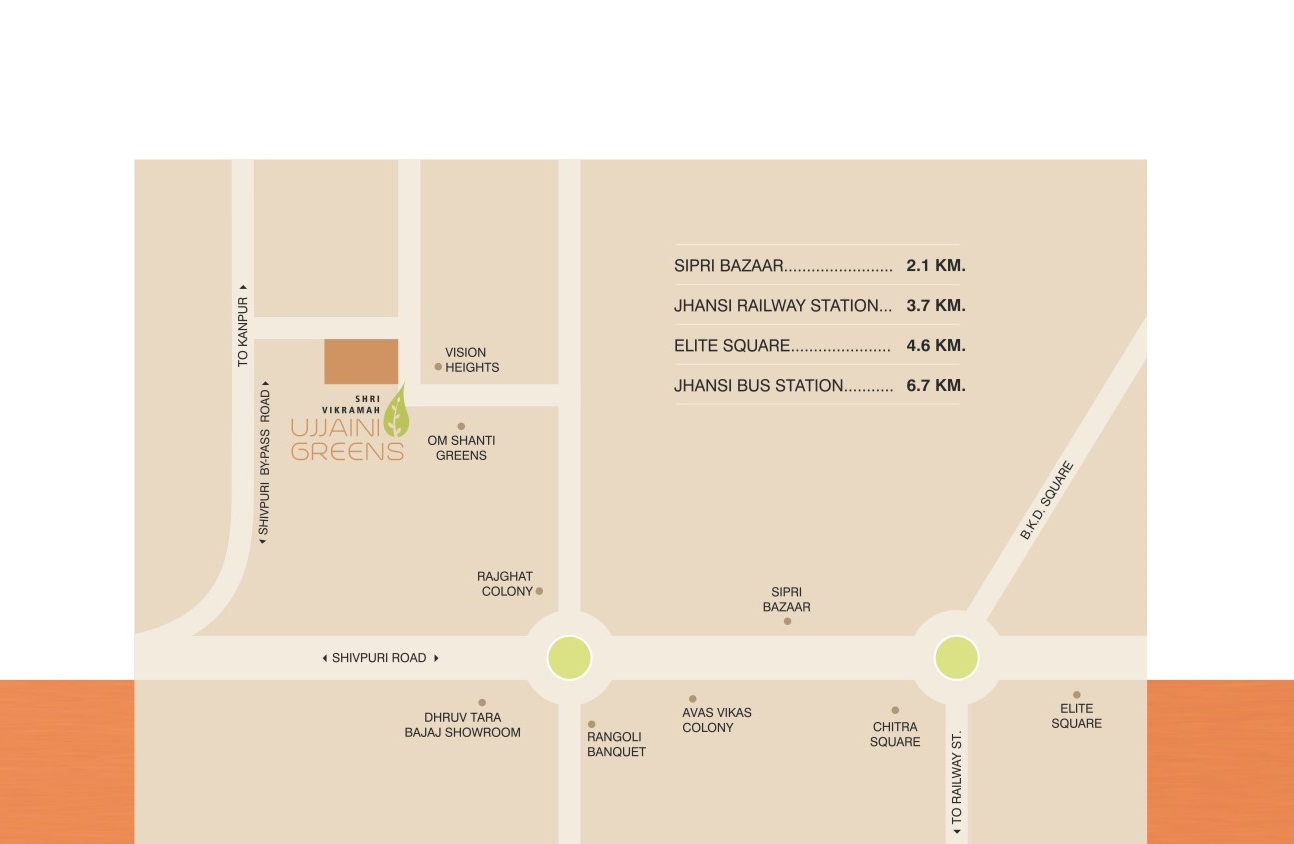 SIPRI BAZAAR........................ 2.1 KM.
JHANSI RAILWAY STATION... 3.7 KM.
ELITE SQUARE...................... 4.6 KM.
JHANSI BUS STATION........... 6.7 KM.
TO KANPUR
SHIVPURI BY-PASS ROAD
VISION
HEIGHTS
SHRI
VIKRAMAH
UJJAINI
GREENS
OM SHANTI
GREENS
B.K.D. SQUARE
RAJGHAT
COLONY
SIPRI
BAZAAR
SHIVPURI ROAD
DHRUV TARA
BAJAJ SHOWROOM
RANGOLI
BANQUET
AVAS VIKAS
COLONY
CHITRA
SQUARE
TO RAILWAY ST.
ELITE
SQUARE